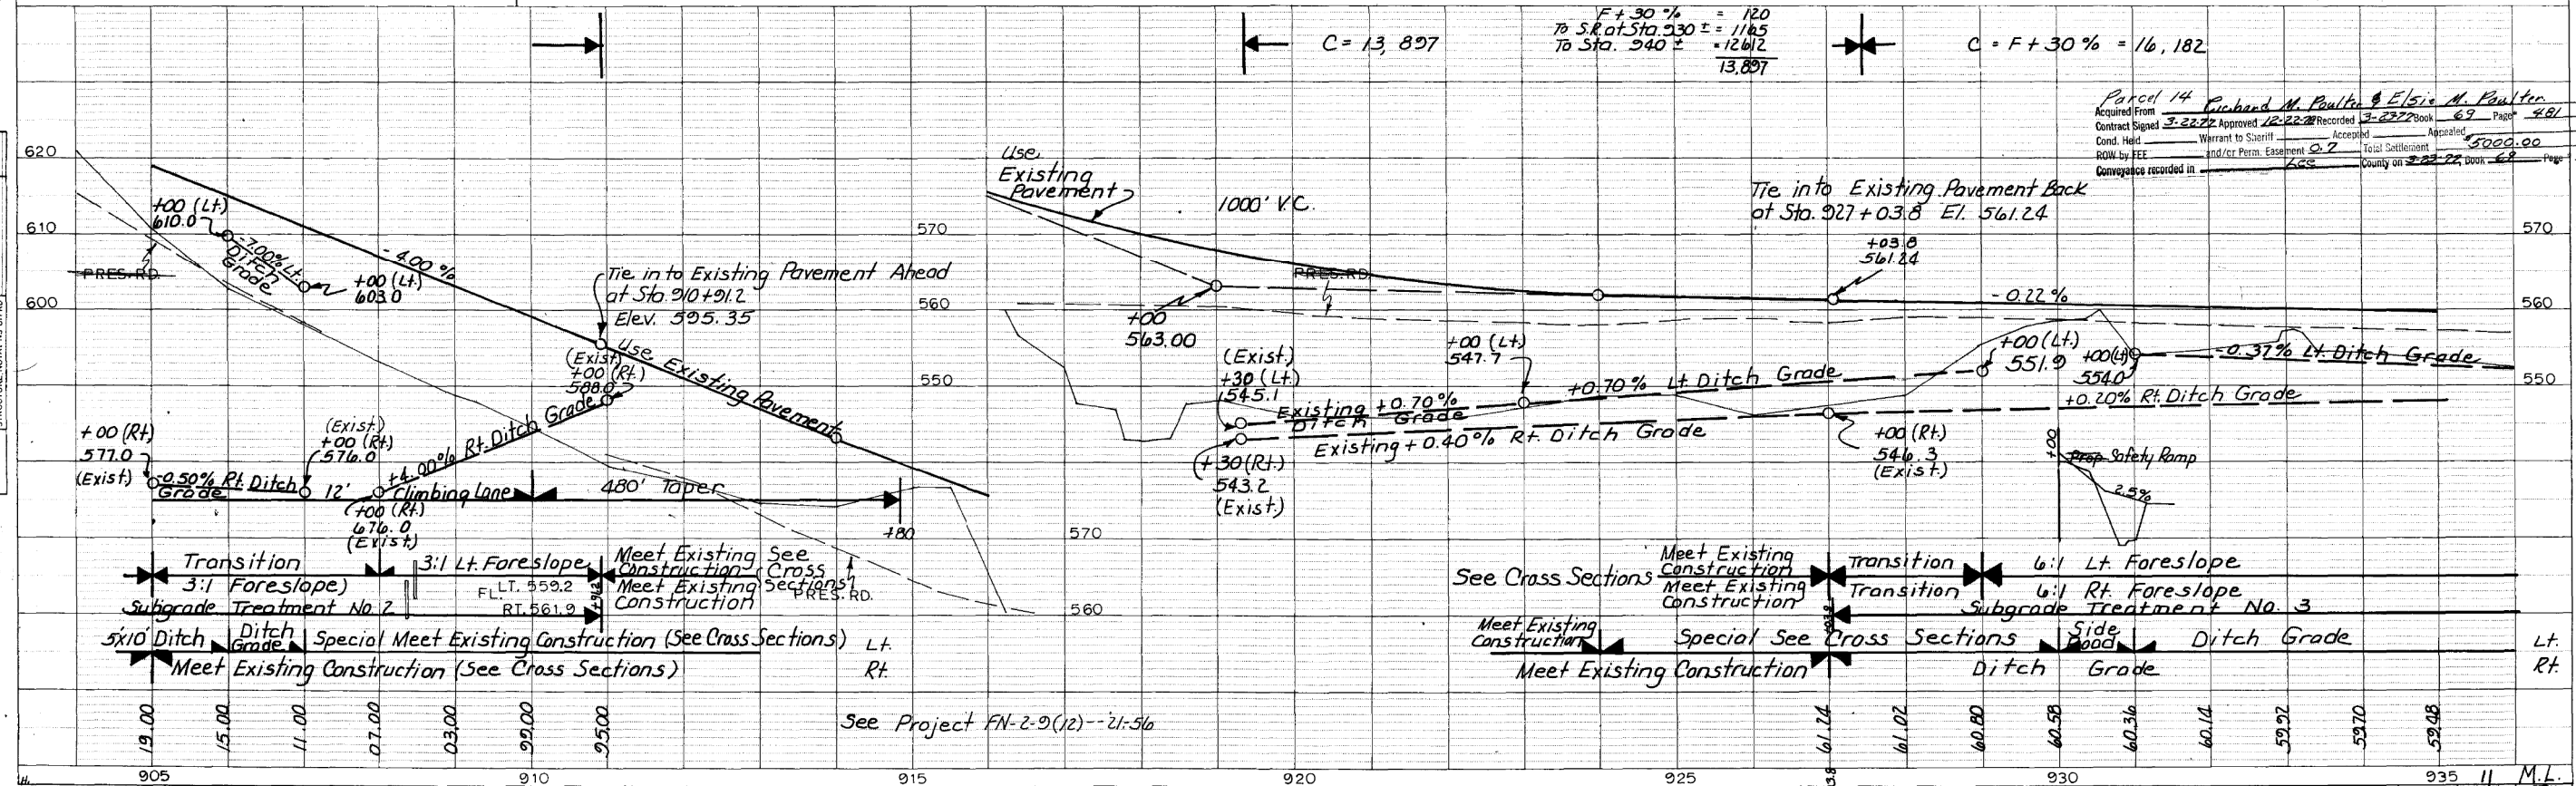 F + 30 % = 120
To S.R. at Sta. 930 ± = 1165
To Sta. 940 ± = 12612
13,897
C = 13,897
C = F + 30 % = 16,182
Parcel 14
Acquired From Richard M. Poulter & Elsie M. Poulter
Contract Signed 3-22-72 Approved Recorded Book 69 Page 481
Cond. Held Warrant to Sheriff Accepted Appealed
ROW by FEE and/or Perm. Easement 0.7 Total Settlement $5000.00
Conveyance recorded in Lee County on Book Page
620
610
600
PRES. RD.
+00 (Lt.)
610.0
-7.00% Lt.
Ditch
Grade
+00 (Lt.)
603.0
- 4.00 %
Tie in to Existing Pavement Ahead
at Sta. 910+91.2
Elev. 595.35
(Exist)
+00 (Rt.)
588.0
Use Existing Pavement
+00 (Rt)
577.0
(Exist)
-0.50% Rt. Ditch
Grade
(Exist)
+00 (Rt)
576.0
+4.00% Rt. Ditch Grade
12' Climbing Lane
480' Taper
+80
+00 (Rt.)
676.0
(Exist)
Use
Existing
Pavement
1000' V.C.
570
560
550
PRES. RD.
+00
563.00
(Exist.)
+30 (Lt.)
545.1
Existing +0.70%
Ditch Grade
+30 (Rt.)
543.2
(Exist.)
Existing +0.40% Rt. Ditch Grade
+00 (Lt.)
547.7
+0.70% Lt. Ditch Grade
Tie in to Existing Pavement Back
at Sta. 927+03.8 El. 561.24
+03.8
561.24
- 0.22 %
+00 (Lt.)
551.9
+00 (Lt)
554.0
-0.37% Lt. Ditch Grade
+0.20% Rt. Ditch Grade
+00 (Rt.)
546.3
(Exist.)
+00
Prop. Safety Ramp
2.5%
570
560
550
570
560
PRES. RD.
Transition
3:1 Lt. Foreslope
Meet Existing
Construction
See
Cross
Sections
3:1 Foreslope)
FL. LT. 559.2
RT. 561.9
+91.2
Meet Existing
Construction
Subgrade Treatment No. 2
5'x10' Ditch
Ditch
Grade
Special Meet Existing Construction (See Cross Sections) Lt.
Meet Existing Construction (See Cross Sections) Rt.
See Cross Sections
Meet Existing
Construction
Transition
6:1 Lt. Foreslope
Meet Existing
Construction
Transition
6:1 Rt. Foreslope
Subgrade Treatment No. 3
Meet Existing
Construction
Special See Cross Sections
Side
Road
Ditch Grade
Lt.
Meet Existing Construction
Ditch Grade
Rt.
See Project FN-2-9(12)--21-56
19.00
15.00
11.00
07.00
03.00
99.00
95.00
61.24
61.02
60.80
60.58
60.36
60.14
59.92
59.70
59.48
905
910
915
920
925
3.8
930
935
11 M.L.